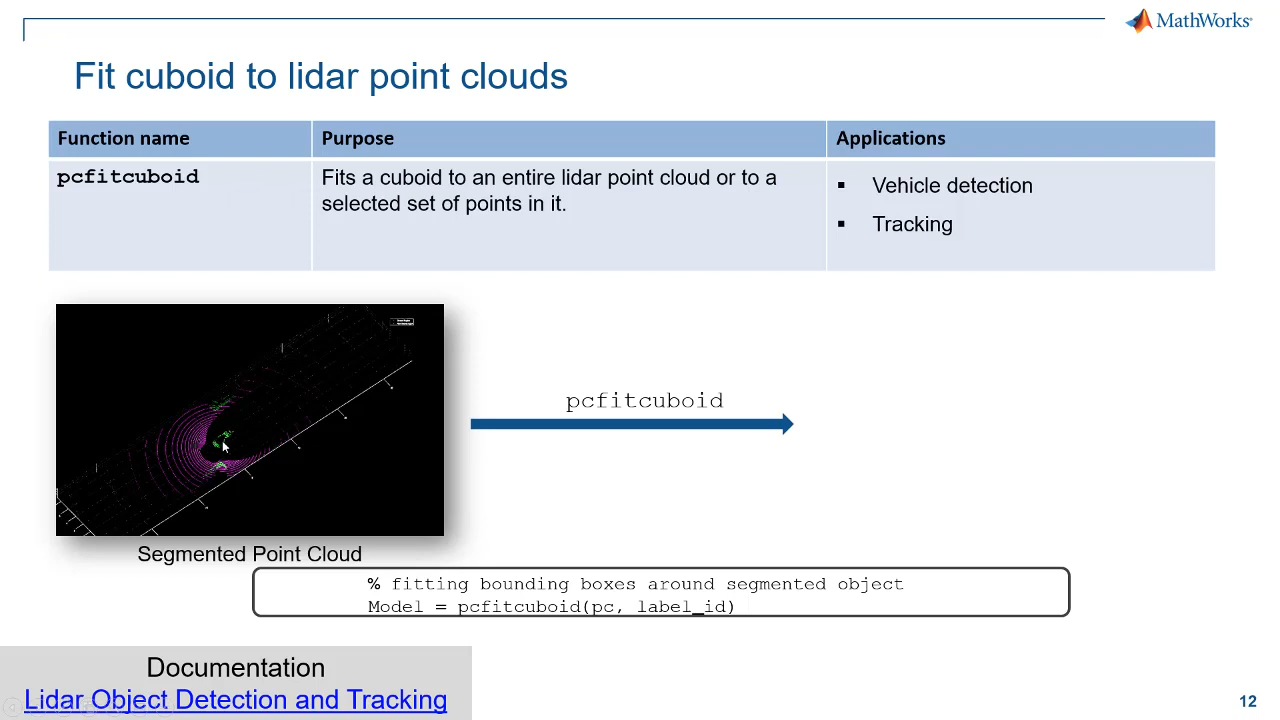 MathWorks®
Fit cuboid to lidar point clouds
Function name
Purpose
Applications
pcfitcuboid
Fits a cuboid to an entire lidar point cloud or to a
selected set of points in it.
▪ Vehicle detection
▪ Tracking
pcfitcuboid
Segmented Point Cloud
% fitting bounding boxes around segmented object
Model = pcfitcuboid(pc, label_id)
Documentation
Lidar Object Detection and Tracking
12